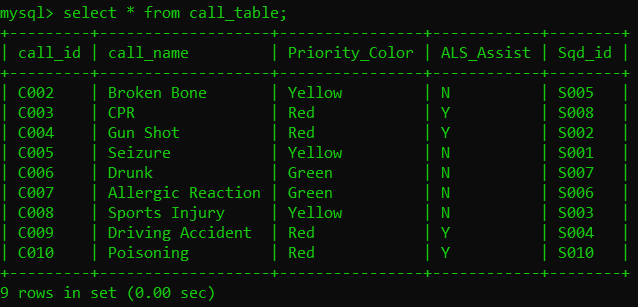 mysql> select * from call_table;
+---------+-------------------+----------------+------------+--------+
| call_id | call_name         | Priority_Color | ALS_Assist | Sqd_id |
+---------+-------------------+----------------+------------+--------+
| C002    | Broken Bone       | Yellow         | N          | S005   |
| C003    | CPR               | Red            | Y          | S008   |
| C004    | Gun Shot          | Red            | Y          | S002   |
| C005    | Seizure           | Yellow         | N          | S001   |
| C006    | Drunk             | Green          | N          | S007   |
| C007    | Allergic Reaction | Green          | N          | S006   |
| C008    | Sports Injury     | Yellow         | N          | S003   |
| C009    | Driving Accident  | Red            | Y          | S004   |
| C010    | Poisoning         | Red            | Y          | S010   |
+---------+-------------------+----------------+------------+--------+
9 rows in set (0.00 sec)